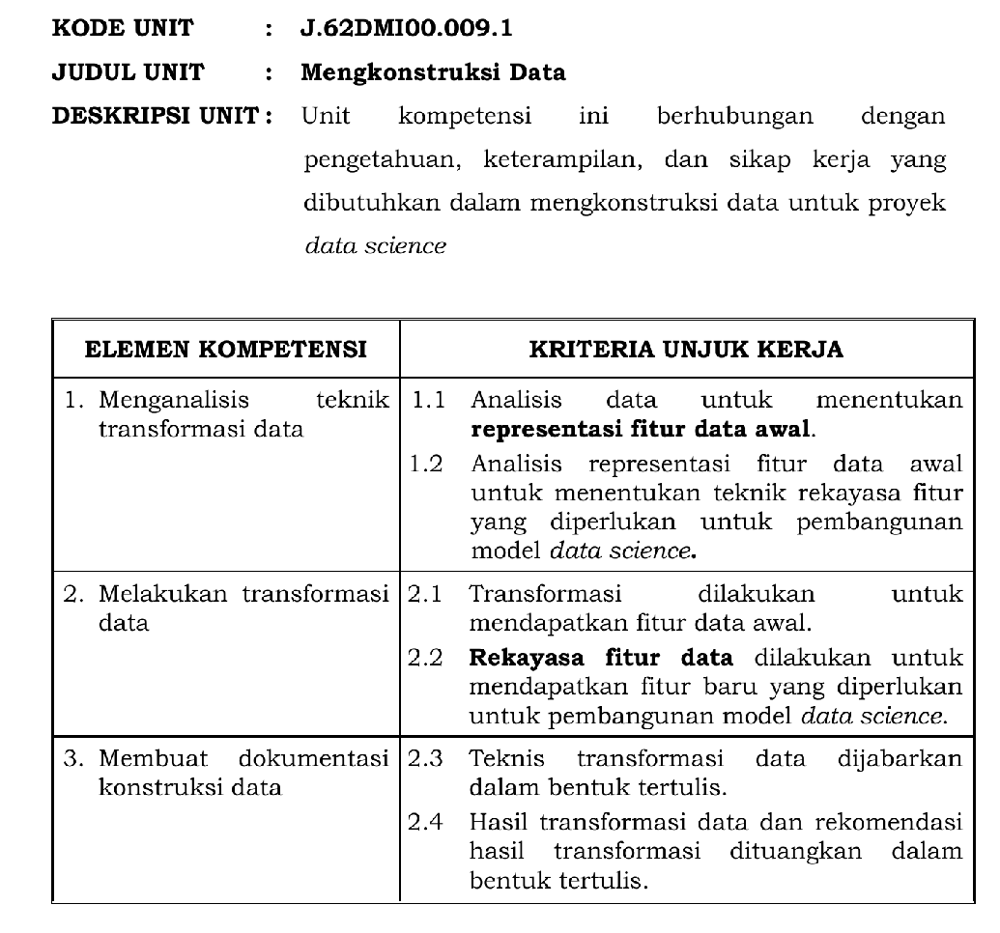 KODE UNIT : J.62DMI00.009.1
JUDUL UNIT : Mengkonstruksi Data
DESKRIPSI UNIT : Unit kompetensi ini berhubungan dengan
pengetahuan, keterampilan, dan sikap kerja yang
dibutuhkan dalam mengkonstruksi data untuk proyek
data science
ELEMEN KOMPETENSI
KRITERIA UNJUK KERJA
1. Menganalisis teknik
transformasi data
1.1 Analisis data untuk menentukan
representasi fitur data awal.
1.2 Analisis representasi fitur data awal
untuk menentukan teknik rekayasa fitur
yang diperlukan untuk pembangunan
model data science.
2. Melakukan transformasi
data
2.1 Transformasi dilakukan untuk
mendapatkan fitur data awal.
2.2 Rekayasa fitur data dilakukan untuk
mendapatkan fitur baru yang diperlukan
untuk pembangunan model data science.
3. Membuat dokumentasi
konstruksi data
2.3 Teknis transformasi data dijabarkan
dalam bentuk tertulis.
2.4 Hasil transformasi data dan rekomendasi
hasil transformasi dituangkan dalam
bentuk tertulis.